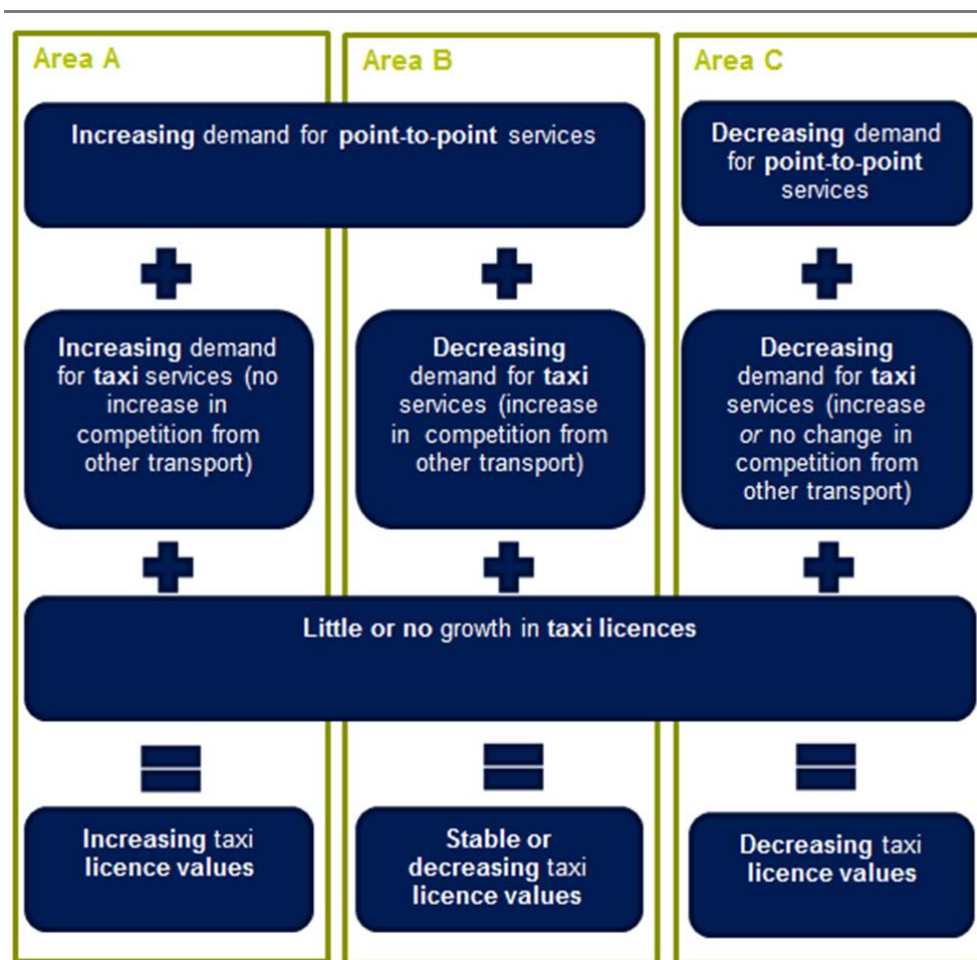 Area A
Area B
Area C
Increasing demand for point-to-point services
Decreasing demand
for point-to-point
services
Increasing demand
for taxi services (no
increase in
competition from
other transport)
Decreasing
demand for taxi
services (increase
in competition from
other transport)
Decreasing
demand for taxi
services (increase
or no change in
competition from
other transport)
Little or no growth in taxi licences
Increasing taxi
licence values
Stable or
decreasing taxi
licence values
Decreasing taxi
licence values